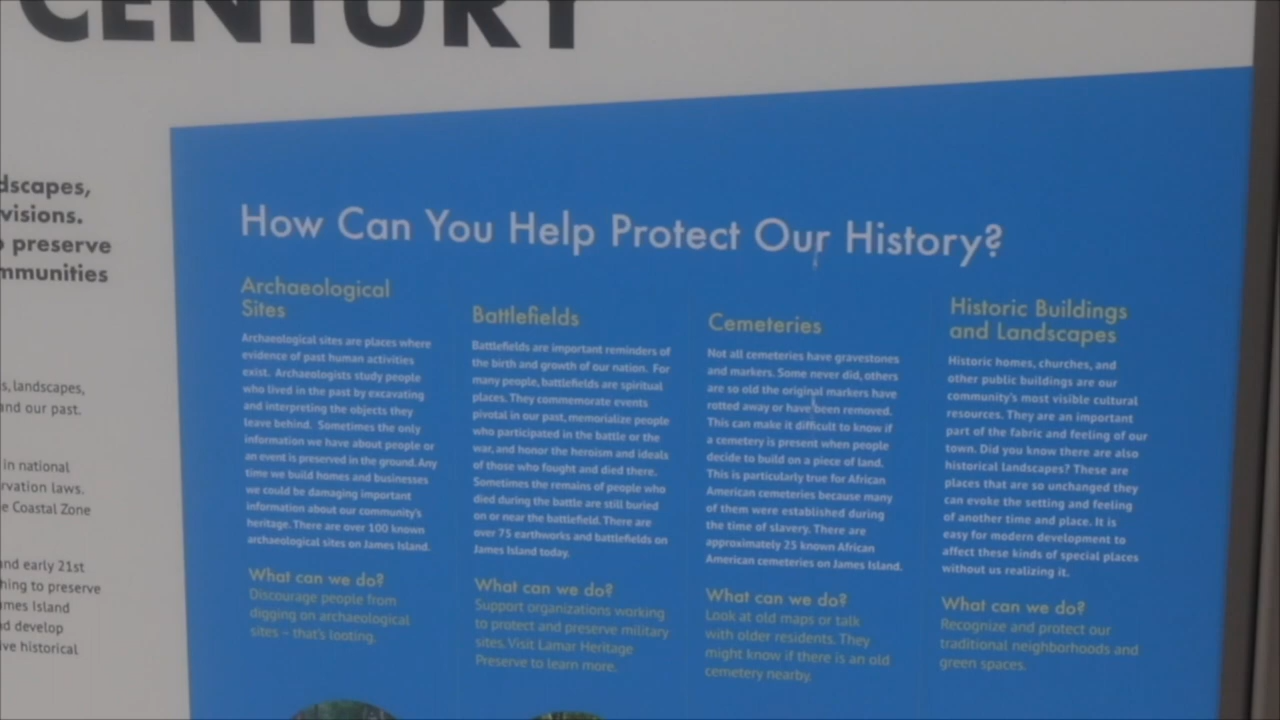 CENTURY
dscapes,
visions.
preserve
mmunities
s, landscapes,
and our past.
in national
rvation laws.
e Coastal Zone
and early 21st
hing to preserve
ames Island
nd develop
ive historical
How Can You Help Protect Our History?
Archaeological
Sites
Archaeological sites are places where
evidence of past human activities
exist. Archaeologists study people
who lived in the past by excavating
and interpreting the objects they
leave behind. Sometimes the only
information we have about people or
an event is preserved in the ground. Any
time we build homes and businesses
we could be damaging important
information about our community's
heritage. There are over 100 known
archaeological sites on James Island.
What can we do?
Discourage people from
digging on archaeological
sites – that's looting.
Battlefields
Battlefields are important reminders of
the birth and growth of our nation. For
many people, battlefields are spiritual
places. They commemorate events
pivotal in our past, memorialize people
who participated in the battle or the
war, and honor the heroism and ideals
of those who fought and died there.
Sometimes the remains of people who
died during the battle are still buried
on or near the battlefield. There are
over 75 earthworks and battlefields on
James Island today.
What can we do?
Support organizations working
to protect and preserve military
sites. Visit Lamar Heritage
Preserve to learn more.
Cemeteries
Not all cemeteries have gravestones
and markers. Some never did, others
are so old the original markers have
rotted away or have been removed.
This can make it difficult to know if
a cemetery is present when people
decide to build on a piece of land.
This is particularly true for African
American cemeteries because many
of them were established during
the time of slavery. There are
approximately 25 known African
American cemeteries on James Island.
What can we do?
Look at old maps or talk
with older residents. They
might know if there is an old
cemetery nearby.
Historic Buildings
and Landscapes
Historic homes, churches, and
other public buildings are our
community's most visible cultural
resources. They are an important
part of the fabric and feeling of our
town. Did you know there are also
historical landscapes? These are
places that are so unchanged they
can evoke the setting and feeling
of another time and place. It is
easy for modern development to
affect these kinds of special places
without us realizing it.
What can we do?
Recognize and protect our
traditional neighborhoods and
green spaces.